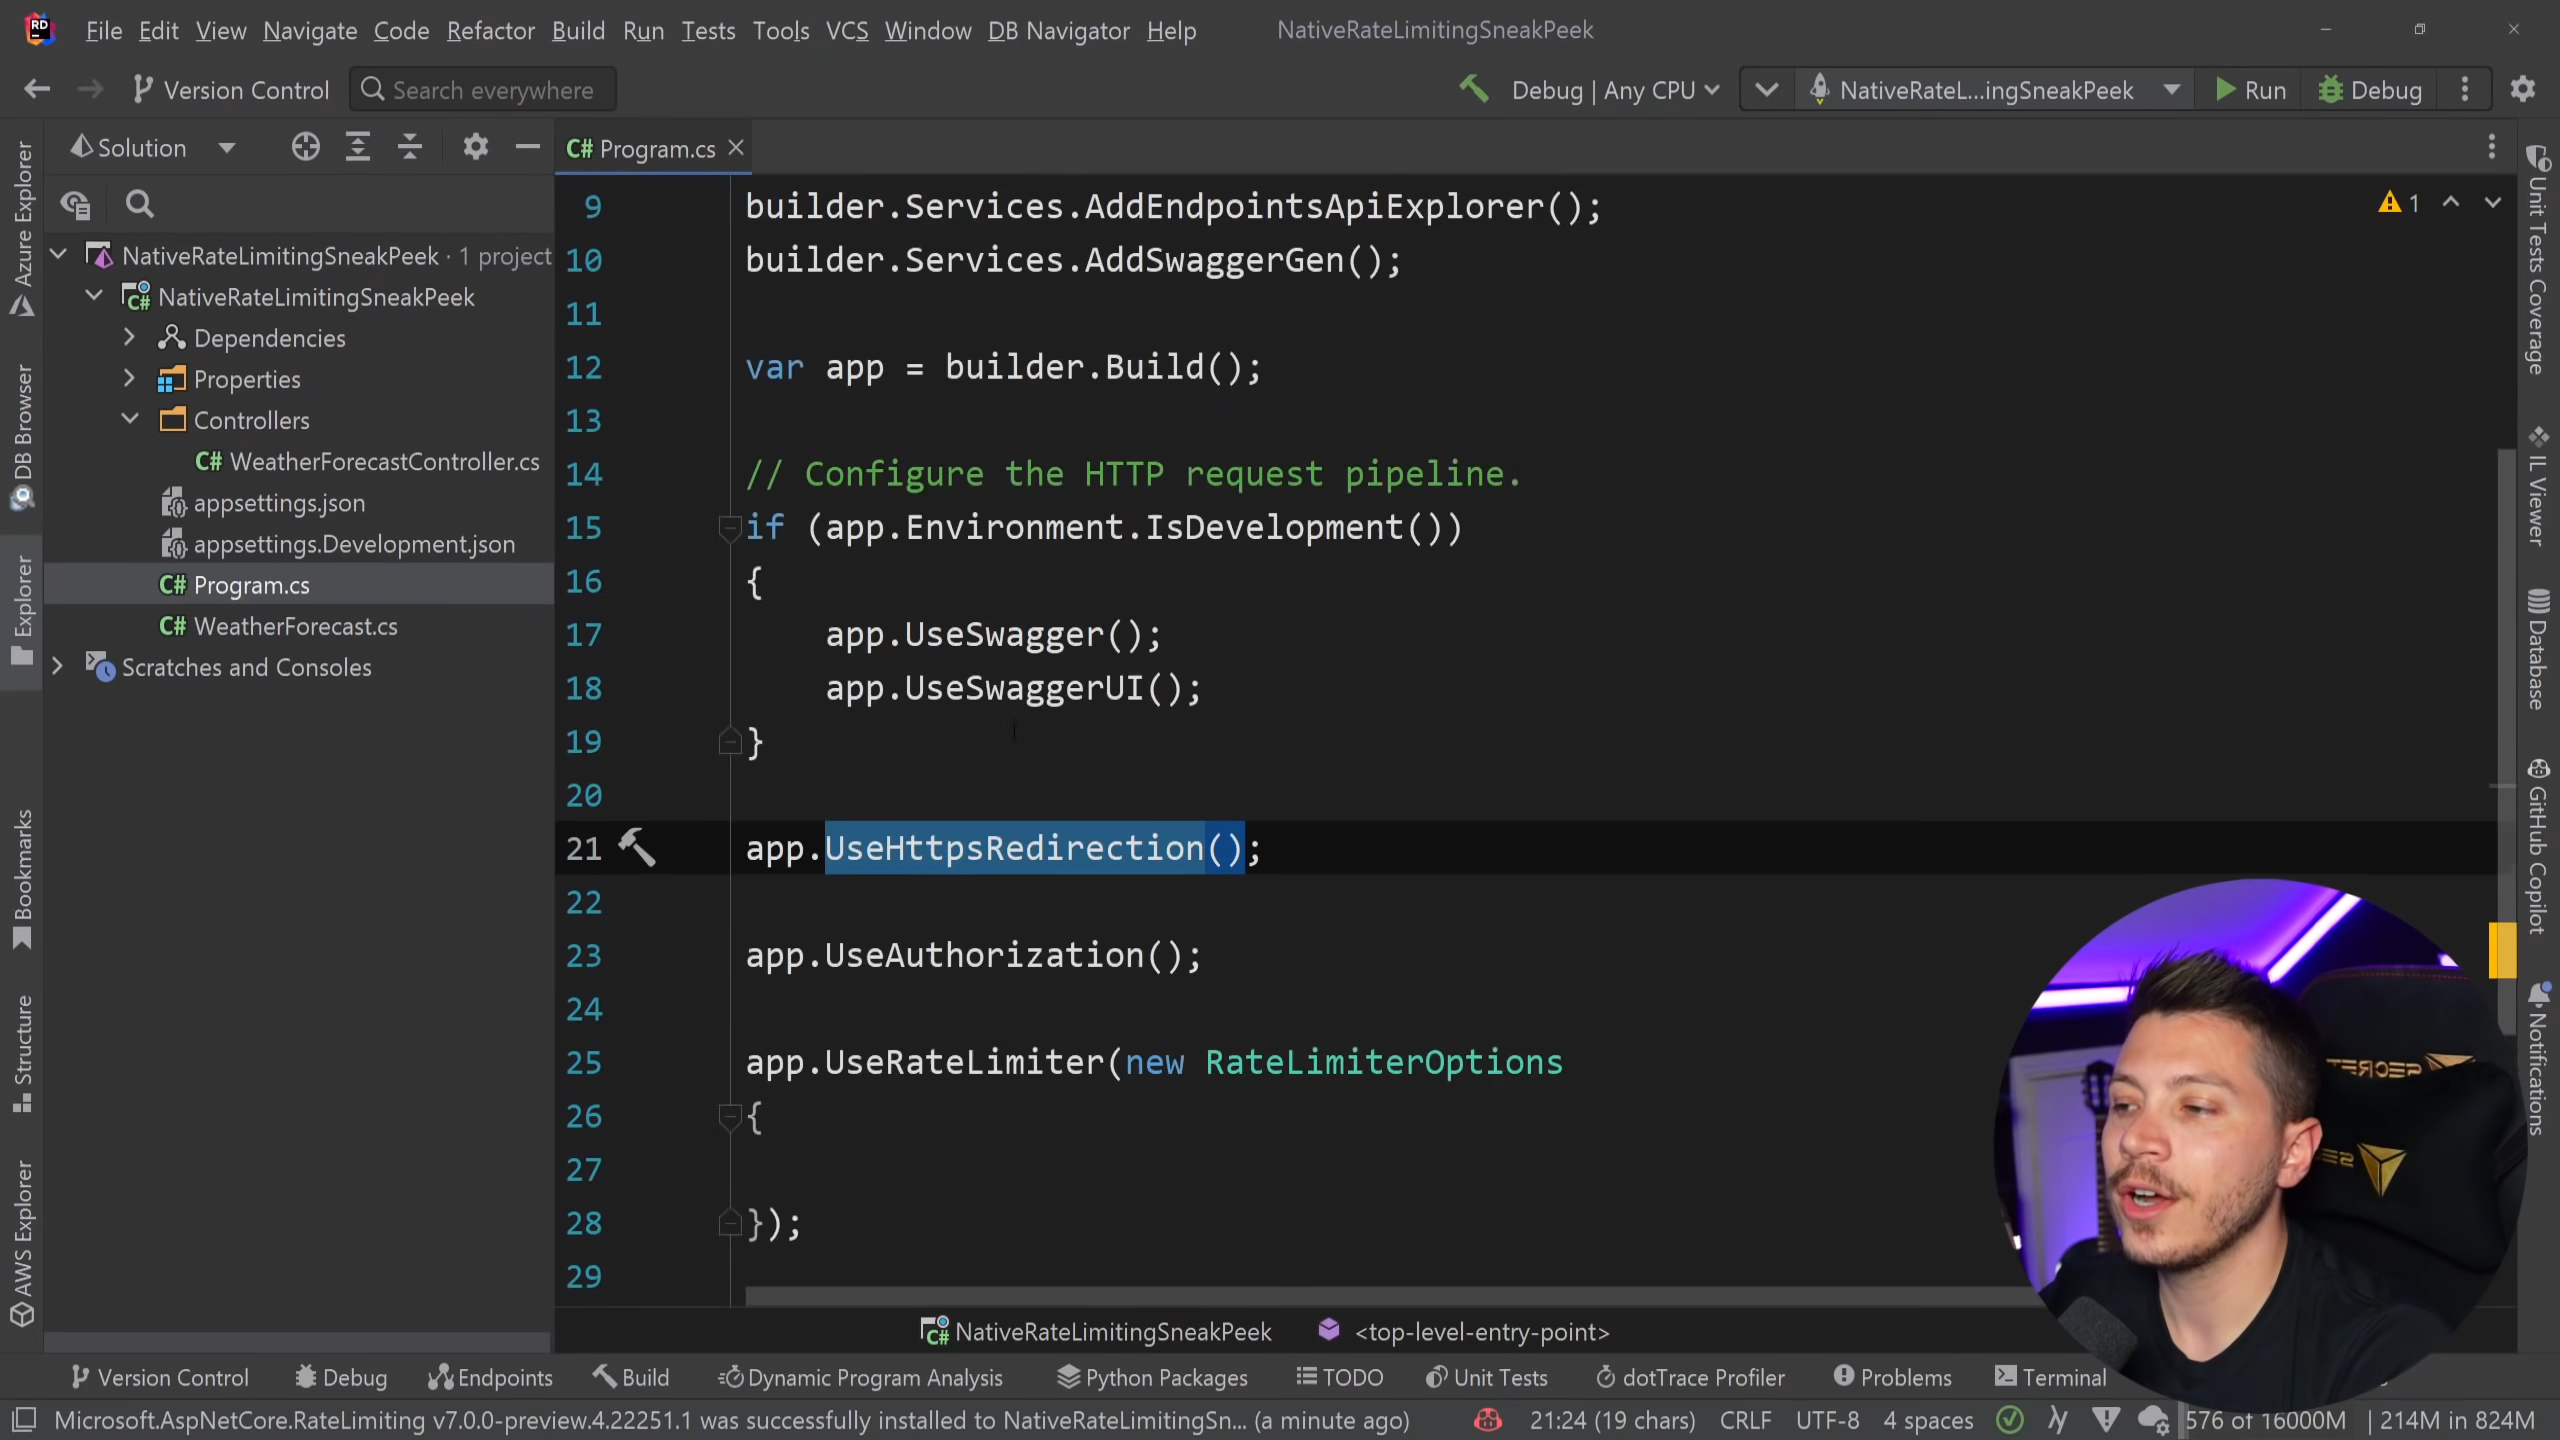 File Edit View Navigate Code Refactor Build Run Tests Tools VCS Window DB Navigator Help NativeRateLimitingSneakPeek
Version Control Search everywhere Debug | Any CPU NativeRateL...ingSneakPeek Run Debug
Solution
C# Program.cs
Azure Explorer
DB Browser
Explorer
Bookmarks
Structure
AWS Explorer
NativeRateLimitingSneakPeek · 1 project
C# NativeRateLimitingSneakPeek
Dependencies
Properties
Controllers
C# WeatherForecastController.cs
appsettings.json
appsettings.Development.json
C# Program.cs
C# WeatherForecast.cs
Scratches and Consoles
1
9 builder.Services.AddEndpointsApiExplorer();
10 builder.Services.AddSwaggerGen();
11
12 var app = builder.Build();
13
14 // Configure the HTTP request pipeline.
15 if (app.Environment.IsDevelopment())
16 {
17 app.UseSwagger();
18 app.UseSwaggerUI();
19 }
20
21 app.UseHttpsRedirection();
22
23 app.UseAuthorization();
24
25 app.UseRateLimiter(new RateLimiterOptions
26 {
27
28 });
29
Unit Tests Coverage
IL Viewer
Database
GitHub Copilot
Notifications
SECRET
C# NativeRateLimitingSneakPeek <top-level-entry-point>
Version Control Debug Endpoints Build Dynamic Program Analysis Python Packages TODO Unit Tests dotTrace Profiler Problems Terminal
Microsoft.AspNetCore.RateLimiting v7.0.0-preview.4.22251.1 was successfully installed to NativeRateLimitingSn... (a minute ago) 21:24 (19 chars) CRLF UTF-8 4 spaces 576 of 16000M | 214M in 824M